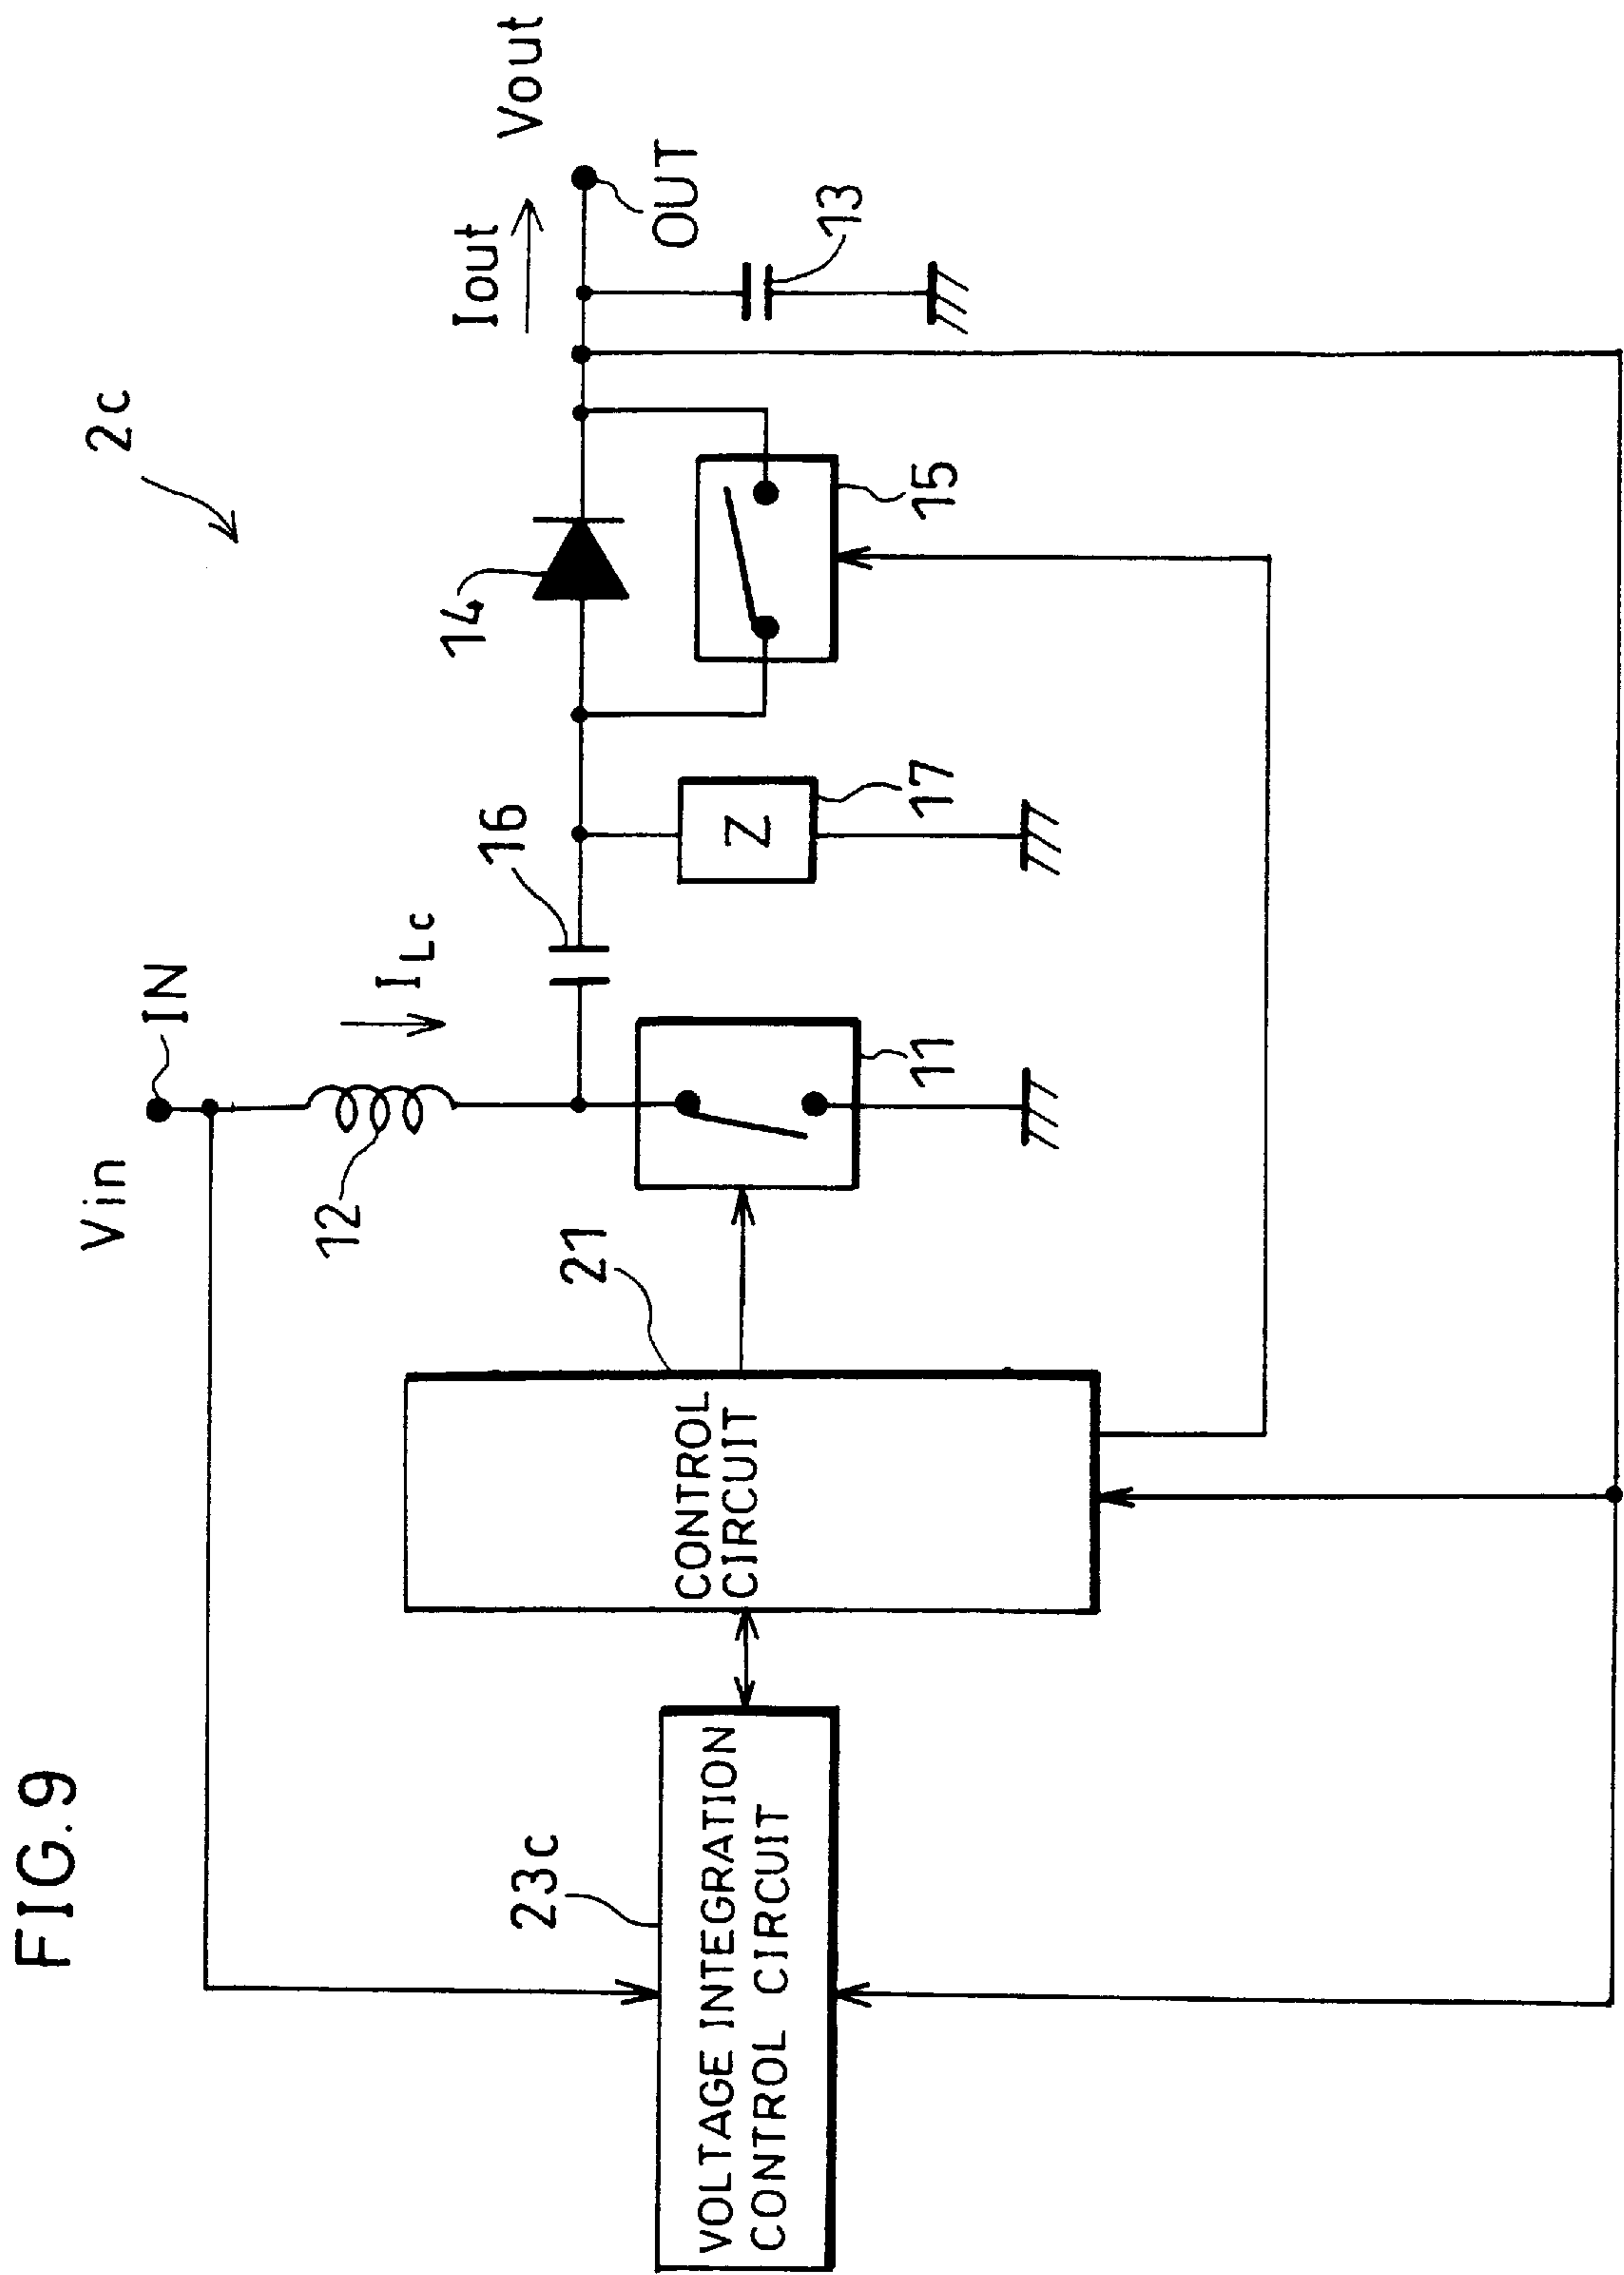 FIG.9
2c
Vin
IN
Iout
Vout
OUT
12
ILc
16
14
13
21
11
Z
17
15
CONTROL
CIRCUIT
23c
VOLTAGE INTEGRATION
CONTROL CIRCUIT